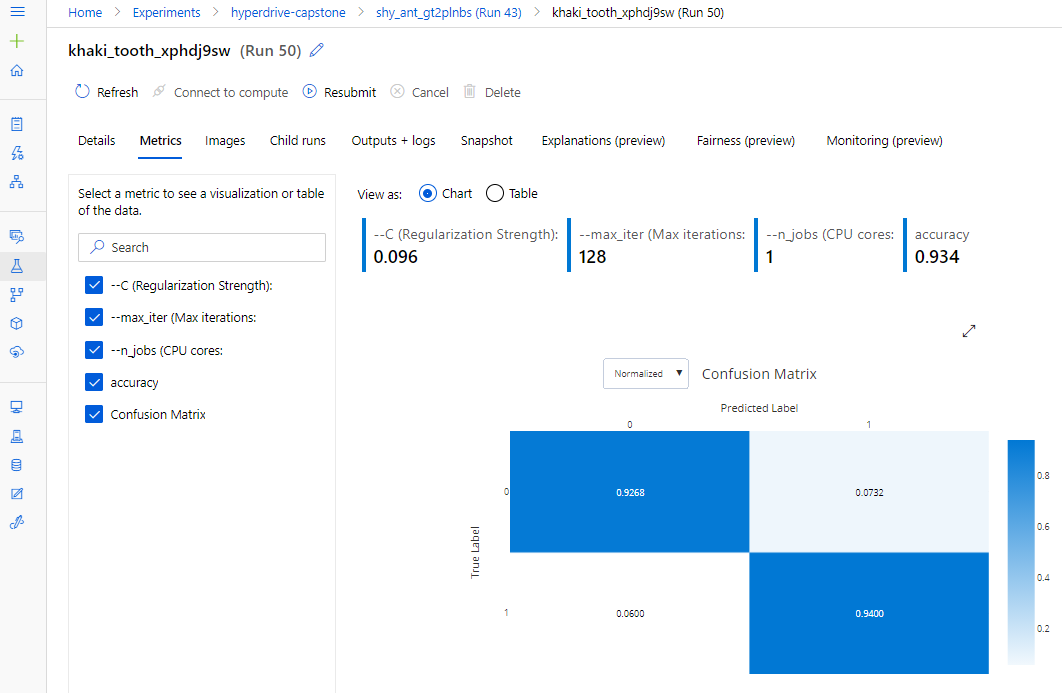 Home > Experiments > hyperdrive-capstone > shy_ant_gt2plnbs (Run 43) > khaki_tooth_xphdj9sw (Run 50)
khaki_tooth_xphdj9sw (Run 50)
Refresh Connect to compute Resubmit Cancel Delete
Details Metrics Images Child runs Outputs + logs Snapshot Explanations (preview) Fairness (preview) Monitoring (preview)
Select a metric to see a visualization or table
of the data.
Search
--C (Regularization Strength):
--max_iter (Max iterations:
--n_jobs (CPU cores:
accuracy
Confusion Matrix
View as: Chart Table
--C (Regularization Strength): --max_iter (Max iterations: --n_jobs (CPU cores: accuracy
0.096 128 1 0.934
Normalized ▼ Confusion Matrix
Predicted Label
0 1
0 0.9268 0.0732
True Label
1 0.0600 0.9400
0.8
0.6
0.4
0.2